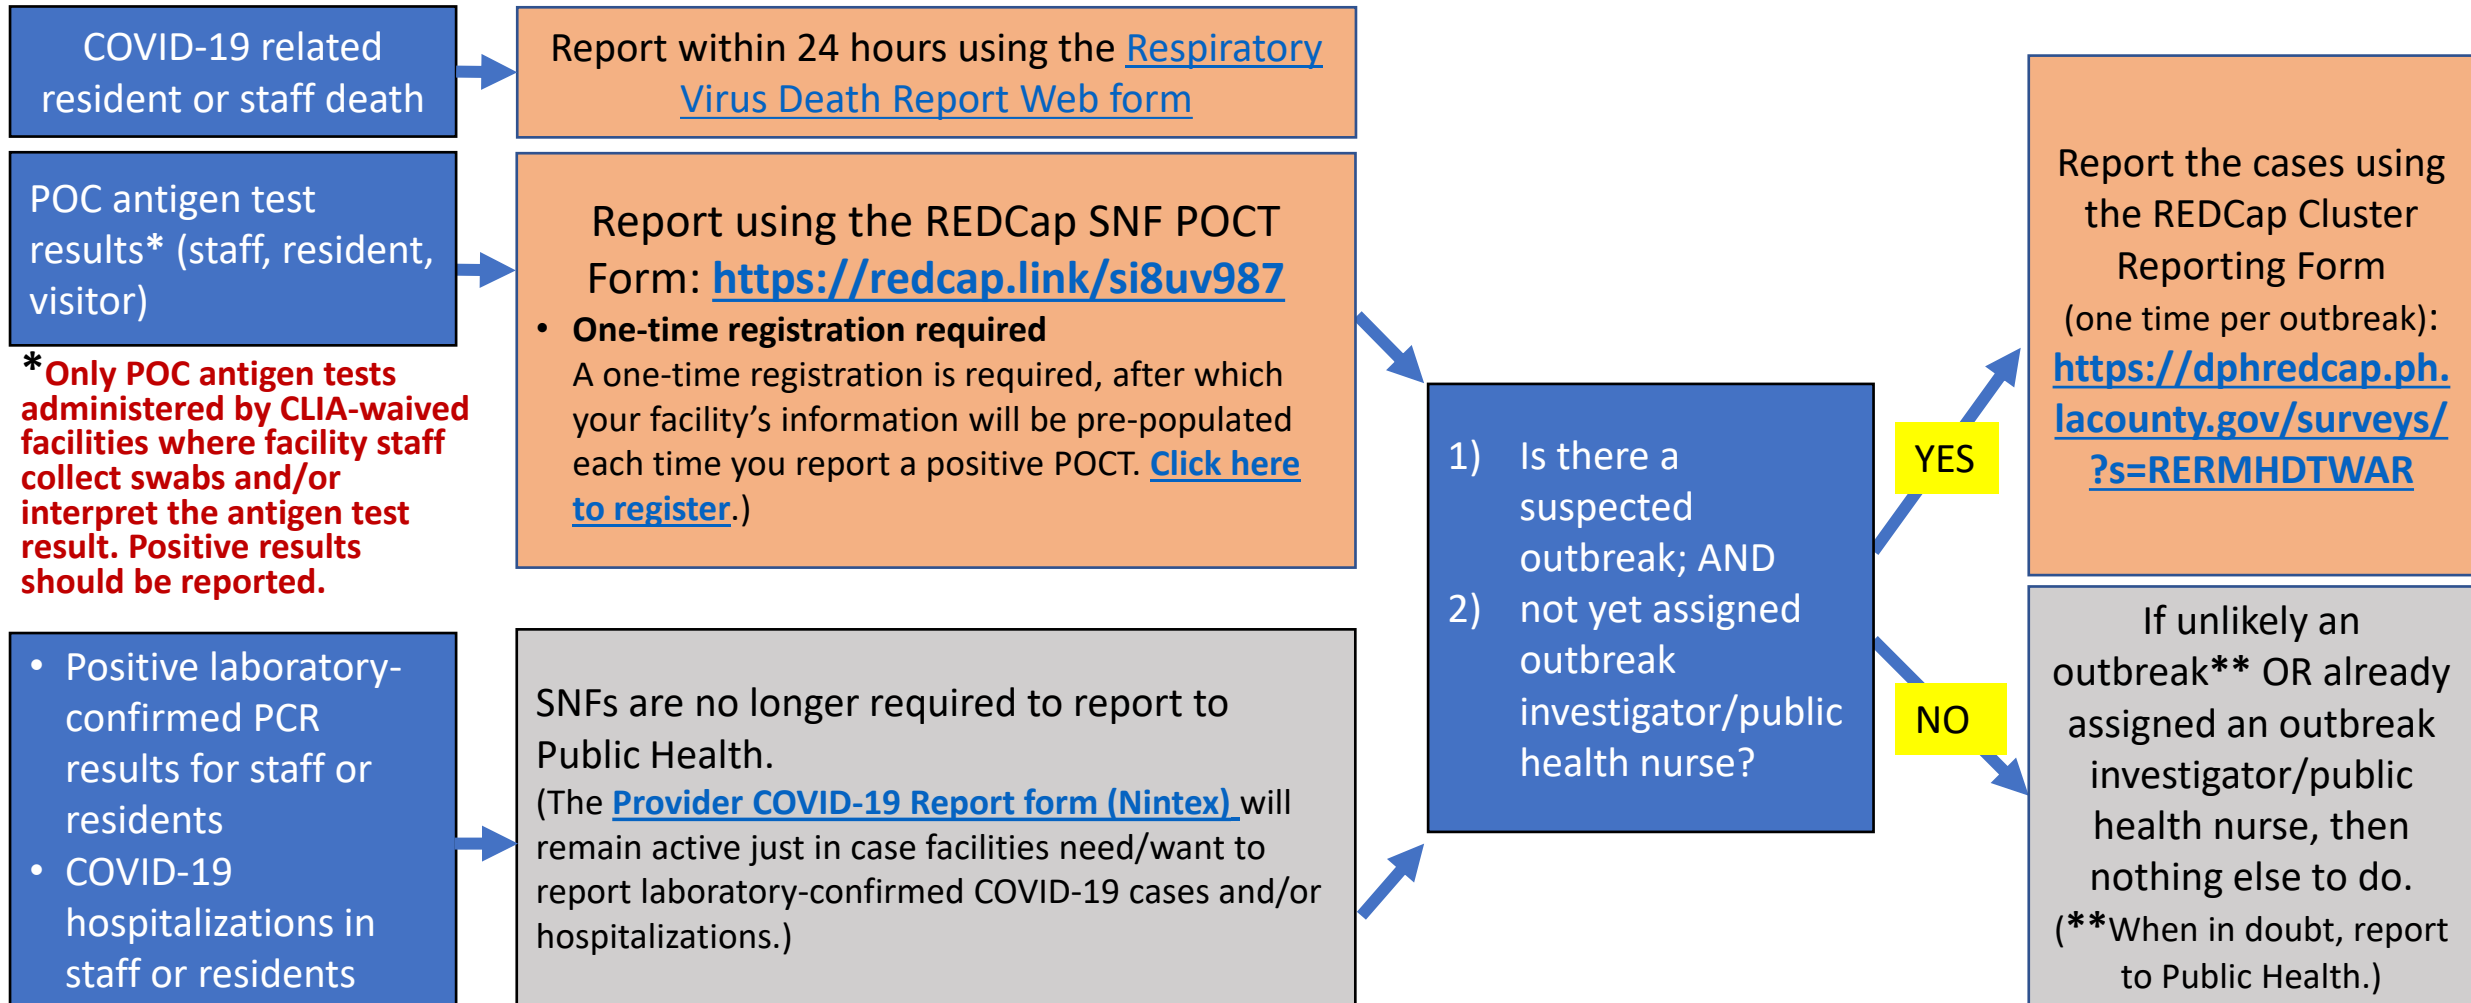 COVID-19 related
resident or staff death
Report within 24 hours using the Respiratory
Virus Death Report Web form
POC antigen test
results* (staff, resident,
visitor)
*Only POC antigen tests
administered by CLIA-waived
facilities where facility staff
collect swabs and/or
interpret the antigen test
result. Positive results
should be reported.
Report using the REDCap SNF POCT
Form: https://redcap.link/si8uv987
• One-time registration required
A one-time registration is required, after which
your facility’s information will be pre-populated
each time you report a positive POCT. Click here
to register.)
• Positive laboratory-
confirmed PCR
results for staff or
residents
• COVID-19
hospitalizations in
staff or residents
SNFs are no longer required to report to
Public Health.
(The Provider COVID-19 Report form (Nintex) will
remain active just in case facilities need/want to
report laboratory-confirmed COVID-19 cases and/or
hospitalizations.)
1) Is there a
suspected
outbreak; AND
2) not yet assigned
outbreak
investigator/public
health nurse?
YES
Report the cases using
the REDCap Cluster
Reporting Form
(one time per outbreak):
https://dphredcap.ph.
lacounty.gov/surveys/
?s=RERMHDTWAR
NO
If unlikely an
outbreak** OR already
assigned an outbreak
investigator/public
health nurse, then
nothing else to do.
(**When in doubt, report
to Public Health.)